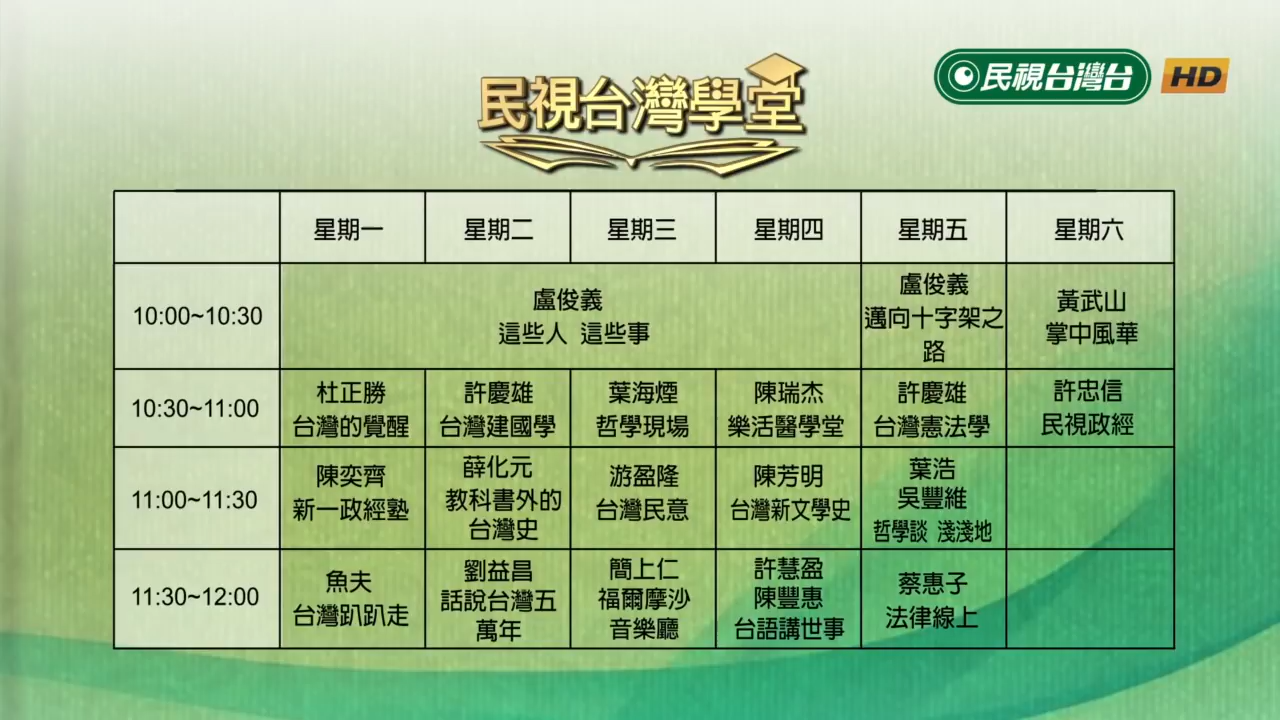 民視台灣台 HD
民視台灣學堂
星期一 星期二 星期三 星期四 星期五 星期六
10:00~10:30
盧俊義
這些人 這些事
盧俊義
邁向十字架之
路
黃武山
掌中風華
10:30~11:00
杜正勝
台灣的覺醒
許慶雄
台灣建國學
葉海煙
哲學現場
陳瑞杰
樂活醫學堂
許慶雄
台灣憲法學
許忠信
民視政經
11:00~11:30
陳奕齊
新一政經塾
薛化元
教科書外的
台灣史
游盈隆
台灣民意
陳芳明
台灣新文學史
葉浩
吳豐維
哲學談 淺淺地
11:30~12:00
魚夫
台灣趴趴走
劉益昌
話說台灣五
萬年
簡上仁
福爾摩沙
音樂廳
許慧盈
陳豐惠
台語講世事
蔡惠子
法律線上